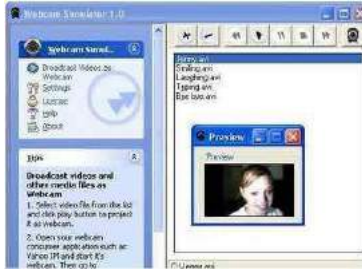 Webcam Simulator 1.0
Webcam Simul...
Broadcast Videos as
Webcam
Settings
License
Help
About
Tips
Broadcast videos and
other media files as
Webcam
1. Select video file from the list
and click play button to project
it as webcam.
2. Open your webcam
consumer application such as
Yahoo IM and start it's
webcam. Then go to
Smiling.avi
Laughing.avi
Typing.avi
Preview
Preview